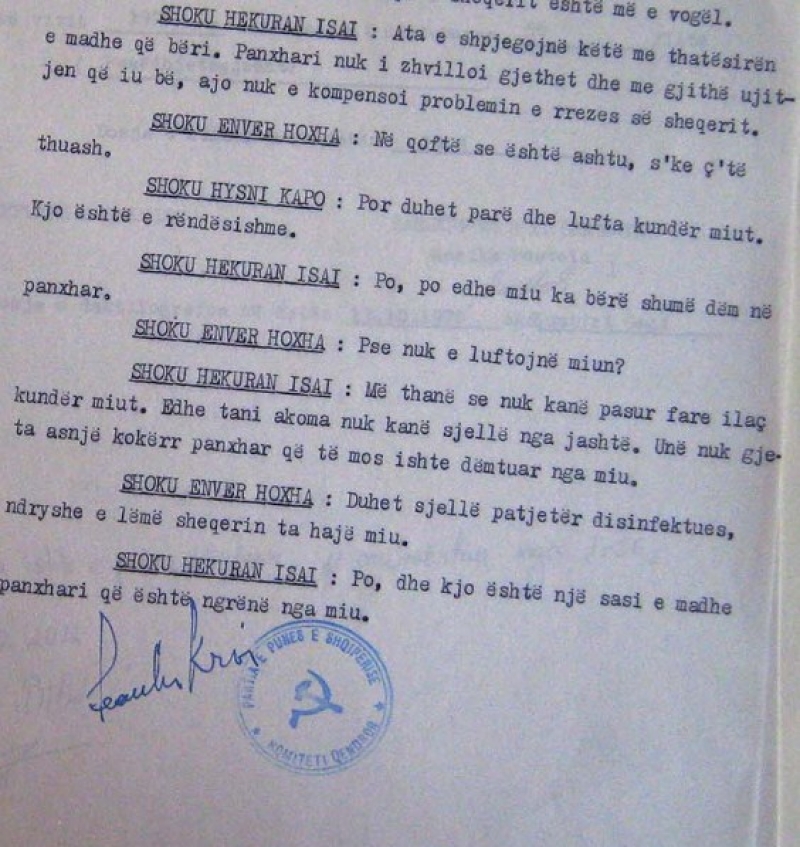 sheqerit është më e vogël.
SHOKU HEKURAN ISAI : Ata e shpjegojnë këtë me thatësirën
e madhe që bëri. Panxhari nuk i zhvilloi gjethet dhe me gjithë ujit-
jen që iu bë, ajo nuk e kompensoi problemin e rrezes së sheqerit.
SHOKU ENVER HOXHA : Në qoftë se është ashtu, s'ke ç'të
thuash.
SHOKU HYSNI KAPO : Por duhet parë dhe lufta kundër miut.
Kjo është e rëndësishme.
SHOKU HEKURAN ISAI : Po, po edhe miu ka bërë shumë dëm në
panxhar.
SHOKU ENVER HOXHA : Pse nuk e luftojnë miun?
SHOKU HEKURAN ISAI : Më thanë se nuk kanë pasur fare ilaç
kundër miut. Edhe tani akoma nuk kanë sjellë nga jashtë. Unë nuk gje-
ta asnjë kokërr panxhar që të mos ishte dëmtuar nga miu.
SHOKU ENVER HOXHA : Duhet sjellë patjetër disinfektues,
ndryshe e lëmë sheqerin ta hajë miu.
SHOKU HEKURAN ISAI : Po, dhe kjo është një sasi e madhe
panxhari që është ngrënë nga miu.
PARTIA E PUNES E SHQIPERISE
KOMITETI QENDROR